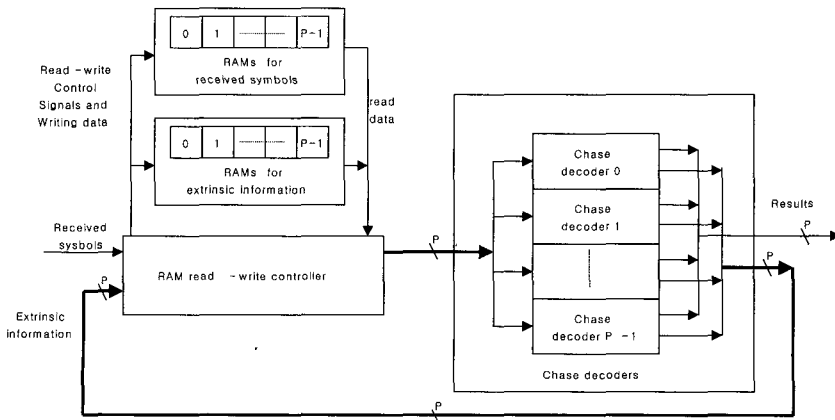 0 1 P-1
RAMs for
received symbols
Read -write
Control
Signals and
Writing data
read
data
0 1 P-1
RAMs for
extrinsic information
Received
sysbols
RAM read -write controller
P
Extrinsic
information
P
Chase
decoder 0
Chase
decoder 1
Chase
decoder P -1
Chase decoders
Results
P
P
P